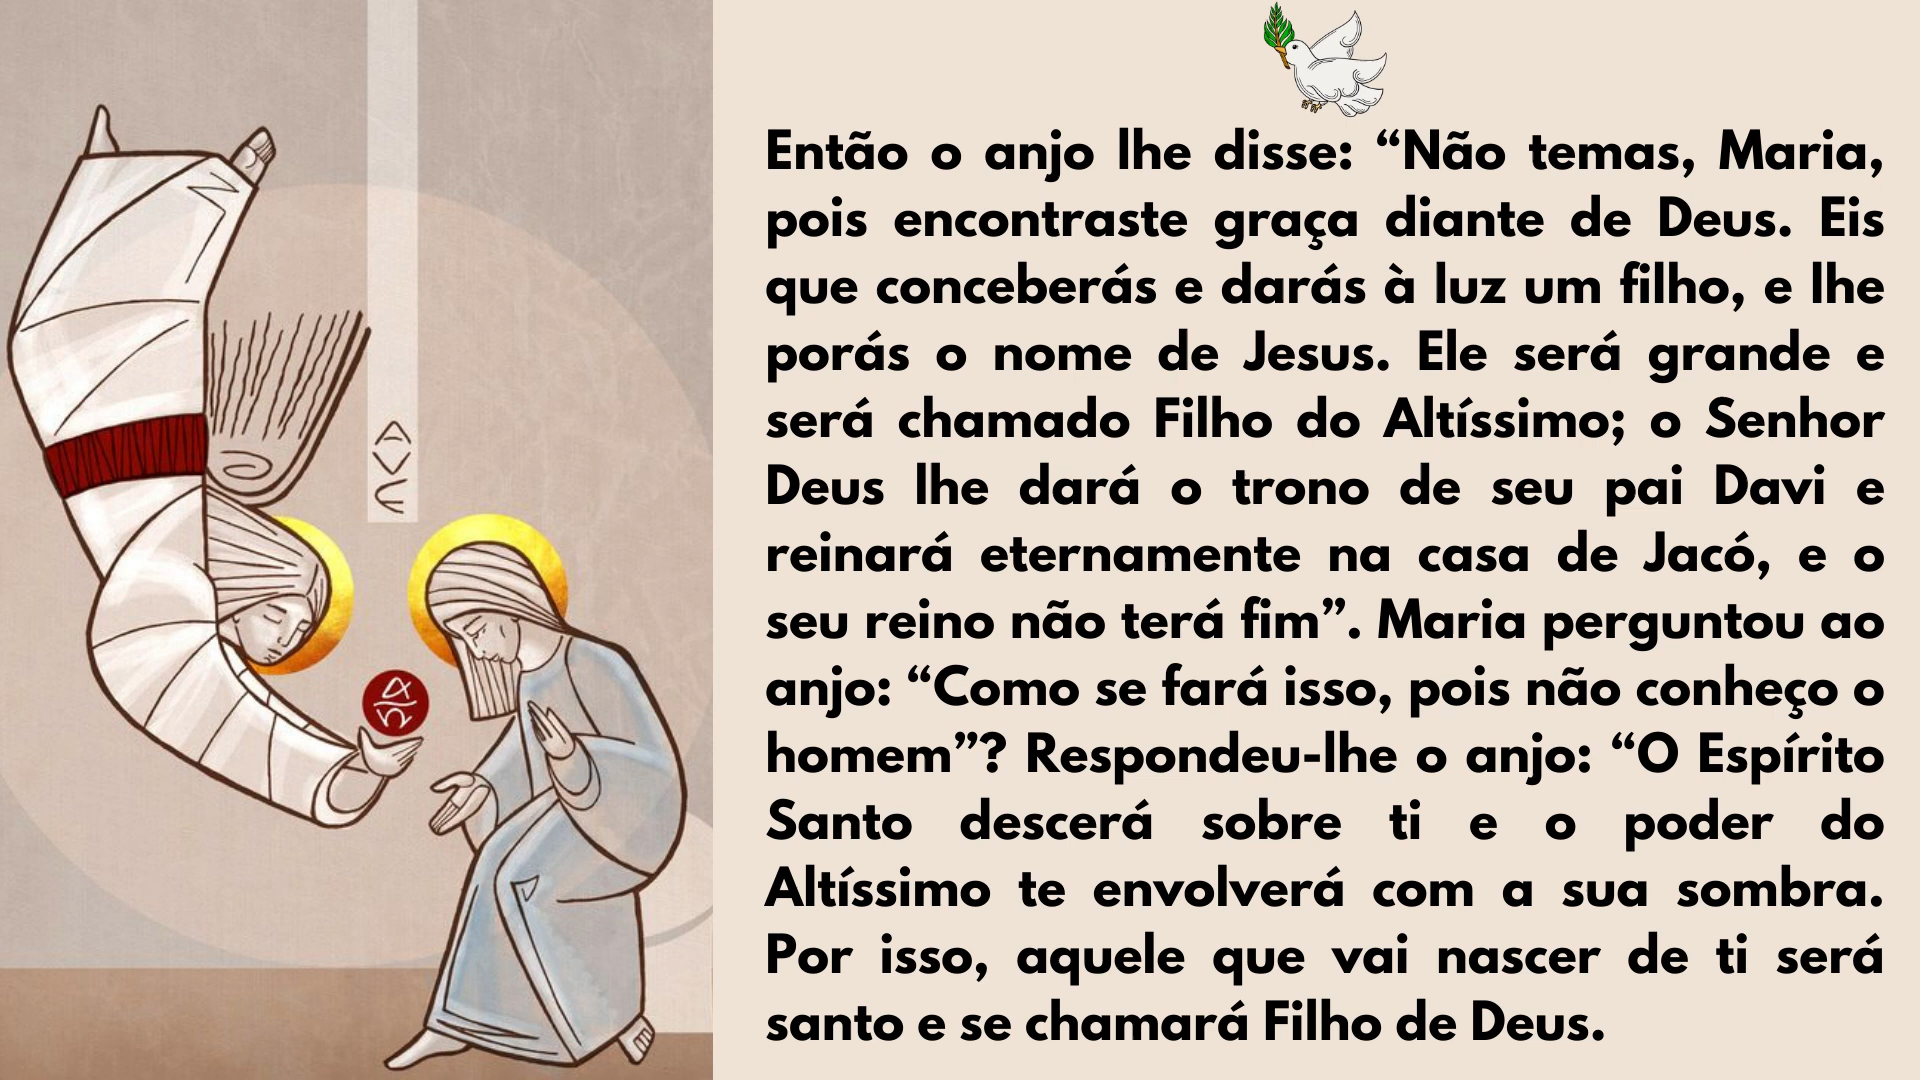 AVE
Então o anjo lhe disse: “Não temas, Maria,
pois encontraste graça diante de Deus. Eis
que conceberás e darás à luz um filho, e lhe
porás o nome de Jesus. Ele será grande e
será chamado Filho do Altíssimo; o Senhor
Deus lhe dará o trono de seu pai Davi e
reinará eternamente na casa de Jacó, e o
seu reino não terá fim”. Maria perguntou ao
anjo: “Como se fará isso, pois não conheço o
homem”? Respondeu-lhe o anjo: “O Espírito
Santo descerá sobre ti e o poder do
Altíssimo te envolverá com a sua sombra.
Por isso, aquele que vai nascer de ti será
santo e se chamará Filho de Deus.